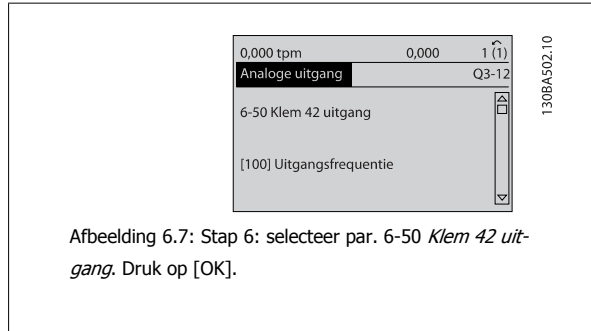 0,000 tpm 0,000 1 (1)
Analoge uitgang Q3-12
6-50 Klem 42 uitgang
[100] Uitgangsfrequentie
130BA502.10
Afbeelding 6.7: Stap 6: selecteer par. 6-50 Klem 42 uit-
gang. Druk op [OK].